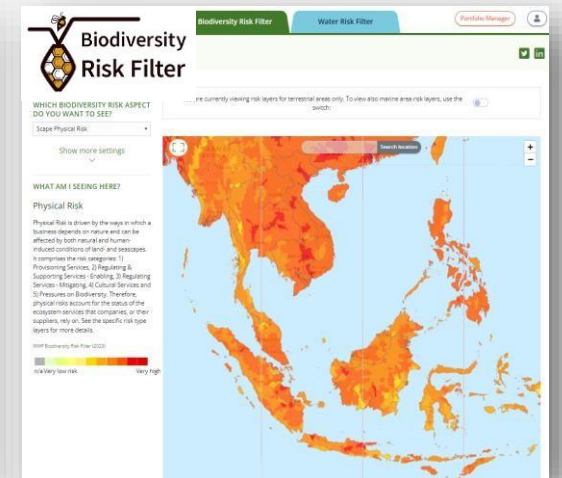 Biodiversity
Risk Filter
Biodiversity Risk Filter
Water Risk Filter
Portfolio Manager
are currently viewing risk layers for terrestrial areas only. To view also marine area risk layers, use the
switch:
WHICH BIODIVERSITY RISK ASPECT
DO YOU WANT TO SEE?
Scape Physical Risk
Show more settings
Search location
+
−
WHAT AM I SEEING HERE?
Physical Risk
Physical Risk is driven by the ways in which a
business depends on nature and can be
affected by both natural and human-
induced conditions of land- and seascapes.
It comprises the risk categories: 1)
Provisioning Services, 2) Regulating &
Supporting Services - Enabling, 3) Regulating
Services - Mitigating, 4) Cultural Services and
5) Pressures on Biodiversity. Therefore,
physical risks account for the status of the
ecosystem services that companies, or their
suppliers, rely on. See the specific risk type
layers for more details.
WWF Biodiversity Risk Filter (2023)
n/a Very low risk
Very high